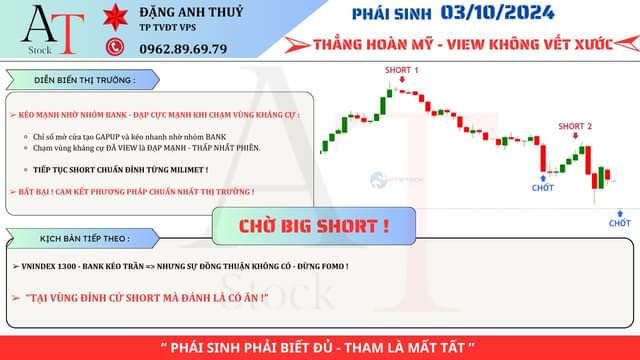 AT
Stock
ĐẶNG ANH THUỶ
TP TVĐT VPS
0962.89.69.79
PHÁI SINH 03/10/2024
THẮNG HOÀN MỸ - VIEW KHÔNG VẾT XƯỚC
DIỄN BIẾN THỊ TRƯỜNG :
KÉO MẠNH NHỜ NHÓM BANK - ĐẠP CỰC MẠNH KHI CHẠM VÙNG KHÁNG CỰ :
Chỉ số mở cửa tạo GAPUP và kéo nhanh nhờ nhóm BANK
Chạm vùng kháng cự ĐÃ VIEW là ĐẠP MẠNH - THẤP NHẤT PHIÊN.
TIẾP TỤC SHORT CHUẨN ĐỈNH TỪNG MILIMET !
BẤT BẠI ! CAM KẾT PHƯƠNG PHÁP CHUẨN NHẤT THỊ TRƯỜNG !
SHORT 1
SHORT 2
CHỐT
CHỐT
CHỜ BIG SHORT !
KỊCH BẢN TIẾP THEO :
VNINDEX 1300 - BANK KÉO TRẦN => NHƯNG SỰ ĐỒNG THUẬN KHÔNG CÓ - ĐỪNG FOMO !
"TẠI VÙNG ĐỈNH CỨ SHORT MÀ ĐÁNH LÀ CÓ ĂN !"
AT
Stock
“ PHÁI SINH PHẢI BIẾT ĐỦ - THAM LÀ MẤT TẤT ”